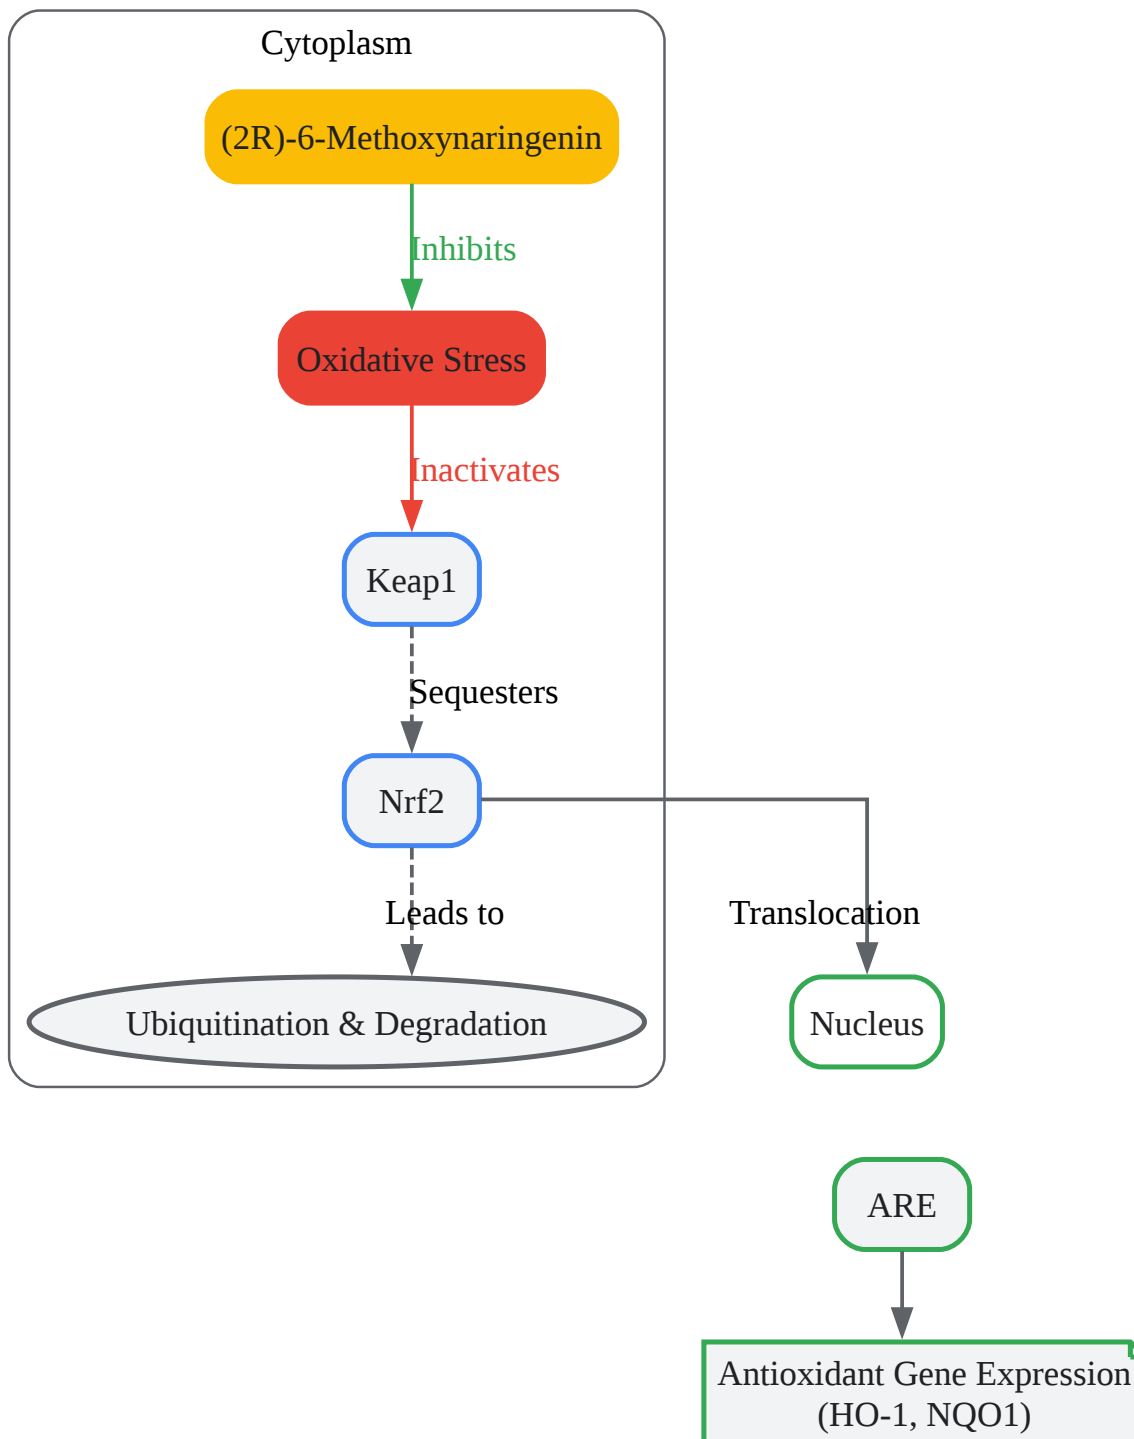 Cytoplasm
(2R)-6-Methoxynaringenin
Inhibits
Oxidative Stress
Inactivates
Keap1
Sequesters
Nrf2
Leads to
Translocation
Ubiquitination & Degradation
Nucleus
ARE
Antioxidant Gene Expression
(HO-1, NQO1)